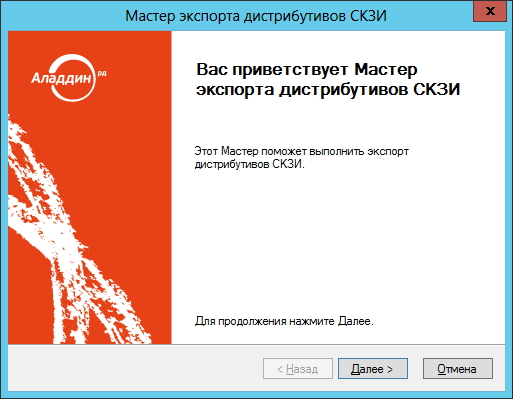 Мастер экспорта дистрибутивов СКЗИ
x
Аладдин РД
Вас приветствует Мастер
экспорта дистрибутивов СКЗИ
Этот Мастер поможет выполнить экспорт
дистрибутивов СКЗИ.
Для продолжения нажмите Далее.
< Назад
Далее >
Отмена